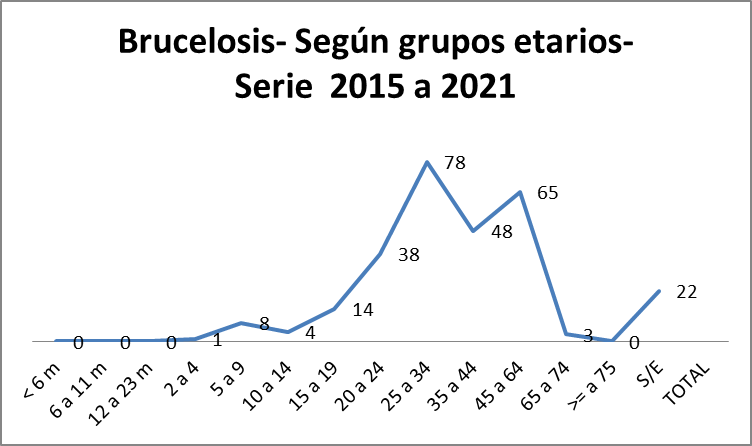 Brucelosis- Según grupos etarios-
Serie  2015 a 2021
78
65
48
38
22
14
8
4
3
1
0
0
0
0
< 6 m
6 a 11 m
12 a 23 m
2 a 4
5 a 9
10 a 14
15 a 19
20 a 24
25 a 34
35 a 44
45 a 64
65 a 74
>= a 75
S/E
TOTAL